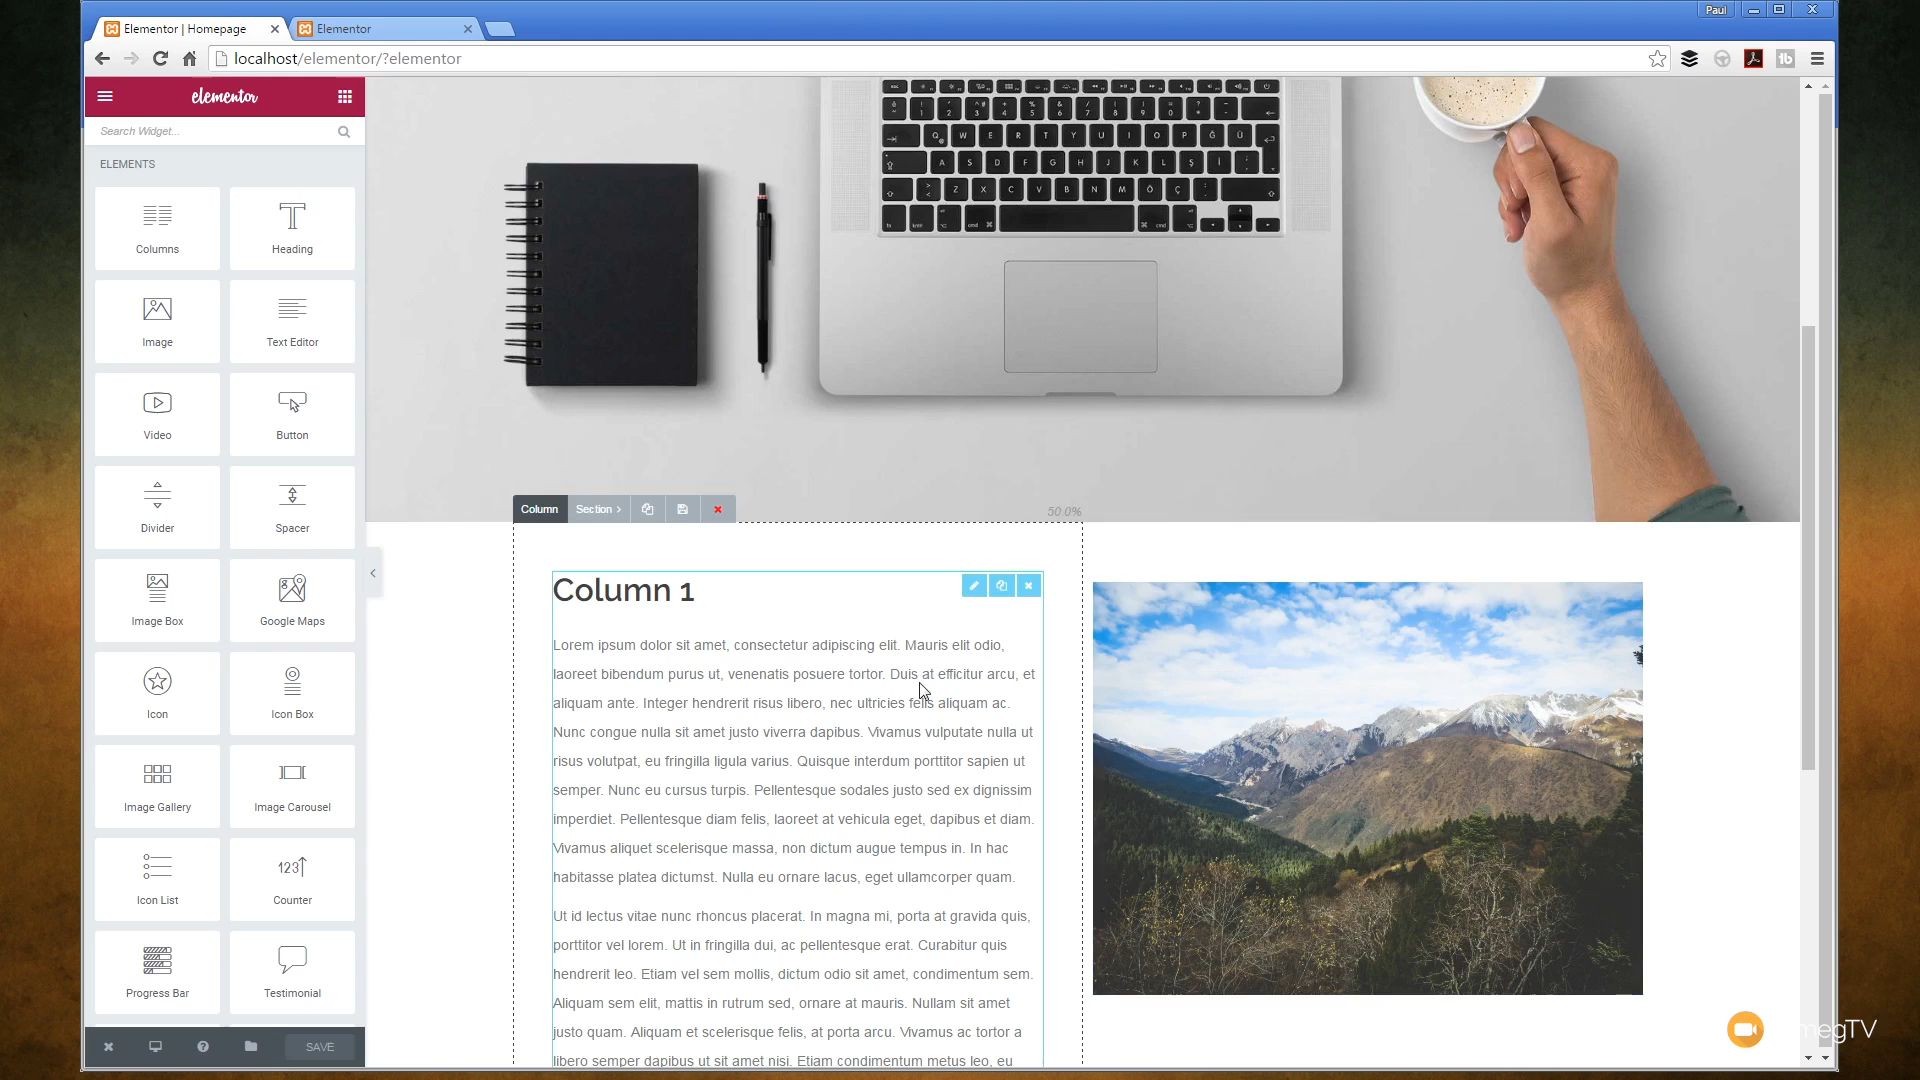 Paul
Elementor | Homepage
Elementor
localhost/elementor/?elementor
elementor
Search Widget...
ELEMENTS
Columns
Heading
Image
Text Editor
Video
Button
Divider
Spacer
Image Box
Google Maps
Icon
Icon Box
Image Gallery
Image Carousel
Icon List
123
Counter
Progress Bar
Testimonial
SAVE
Q W E R T Y U I O P Ğ Ü
A S D F G H J K L Ş İ
Z X C V B N M Ö Ç
Column
Section >
50.0%
Column 1
Lorem ipsum dolor sit amet, consectetur adipiscing elit. Mauris elit odio,
laoreet bibendum purus ut, venenatis posuere tortor. Duis at efficitur arcu, et
aliquam ante. Integer hendrerit risus libero, nec ultricies felis aliquam ac.
Nunc congue nulla sit amet justo viverra dapibus. Vivamus vulputate nulla ut
risus volutpat, eu fringilla ligula varius. Quisque interdum porttitor sapien ut
semper. Nunc eu cursus turpis. Pellentesque sodales justo sed ex dignissim
imperdiet. Pellentesque diam felis, laoreet at vehicula eget, dapibus et diam.
Vivamus aliquet scelerisque massa, non dictum augue tempus in. In hac
habitasse platea dictumst. Nulla eu ornare lacus, eget ullamcorper quam.
Ut id lectus vitae nunc rhoncus placerat. In magna mi, porta at gravida quis,
porttitor vel lorem. Ut in fringilla dui, ac pellentesque erat. Curabitur quis
hendrerit leo. Etiam vel sem mollis, dictum odio sit amet, condimentum sem.
Aliquam sem elit, mattis in rutrum sed, ornare at mauris. Nullam sit amet
justo quam. Aliquam et scelerisque felis, at porta arcu. Vivamus ac tortor a
libero semper dapibus ut sit amet nisi. Etiam condimentum metus leo, eu